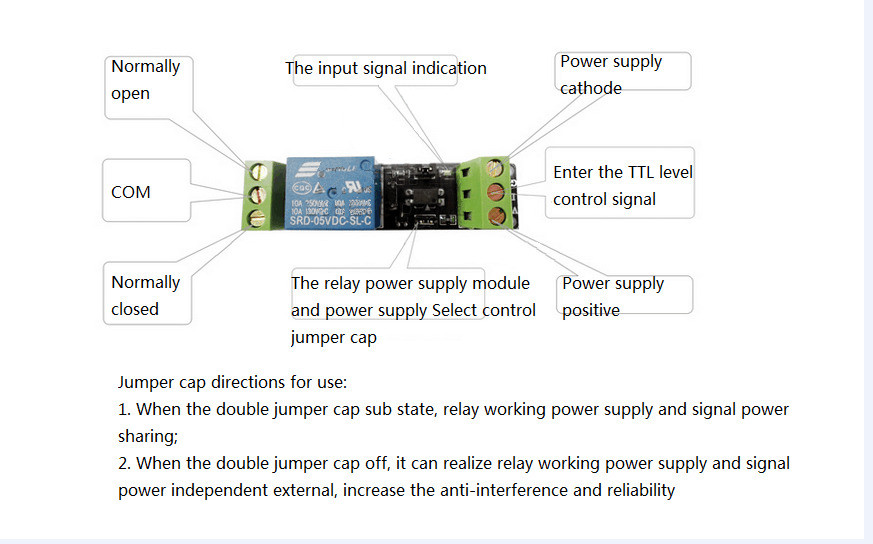 Normally
open
The input signal indication
Power supply
cathode
COM
Enter the TTL level
control signal
SRD-05VDC-SL-C
Normally
closed
The relay power supply module
and power supply Select control
jumper cap
Power supply
positive
Jumper cap directions for use:
1. When the double jumper cap sub state, relay working power supply and signal power
sharing;
2. When the double jumper cap off, it can realize relay working power supply and signal
power independent external, increase the anti-interference and reliability